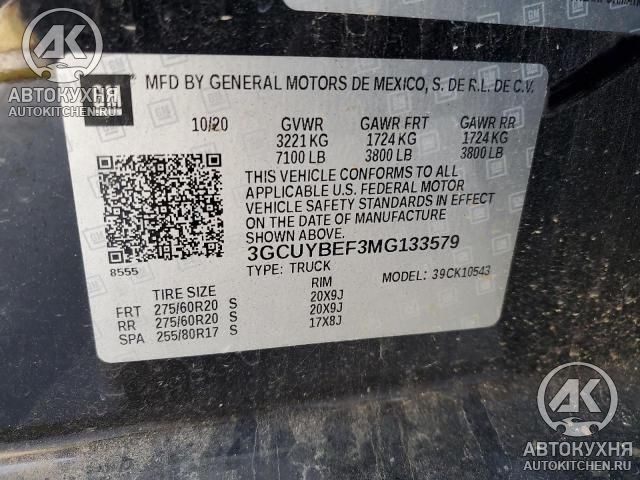 АВТОКУХНЯ
AUTOKITCHEN.RU
GM
MFD BY GENERAL MOTORS DE MEXICO, S. DE R.L. DE C.V.
10/20 GVWR GAWR FRT GAWR RR
3221 KG 1724 KG 1724 KG
7100 LB 3800 LB 3800 LB
THIS VEHICLE CONFORMS TO ALL
APPLICABLE U.S. FEDERAL MOTOR
VEHICLE SAFETY STANDARDS IN EFFECT
ON THE DATE OF MANUFACTURE
SHOWN ABOVE.
8555
3GCUYBEF3MG133579
TYPE: TRUCK MODEL: 39CK10543
TIRE SIZE RIM
FRT 275/60R20 S 20X9J
RR 275/60R20 S 20X9J
SPA 255/80R17 S 17X8J
АК
АВТОКУХНЯ
AUTOKITCHEN.RU